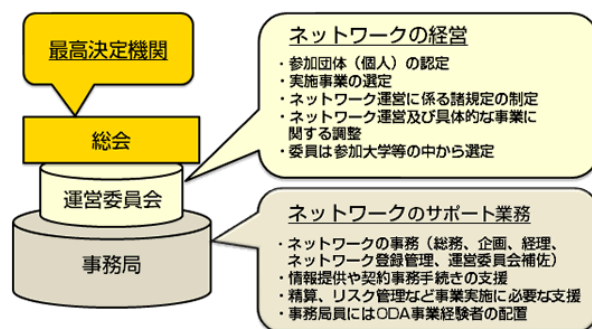 最高決定機関
総会
運営委員会
事務局
ネットワークの経営
・参加団体（個人）の認定
・実施事業の選定
・ネットワーク運営に係る諸規定の制定
・ネットワーク運営及び具体的な事業に
関する調整
・委員は参加大学等の中から選定
ネットワークのサポート業務
・ネットワークの事務（総務、企画、経理、
ネットワーク登録管理、運営委員会補佐）
・情報提供や契約事務手続きの支援
・精算、リスク管理など事業実施に必要な支援
・事務局員にはODA事業経験者の配置